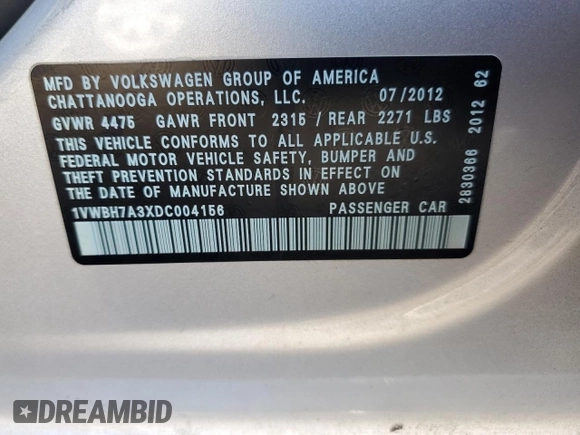 MFD BY VOLKSWAGEN GROUP OF AMERICA
CHATTANOOGA OPERATIONS, LLC. 07/2012
GVWR 4475 GAWR FRONT 2315 / REAR 2271 LBS
THIS VEHICLE CONFORMS TO ALL APPLICABLE U.S.
FEDERAL MOTOR VEHICLE SAFETY, BUMPER AND
THEFT PREVENTION STANDARDS IN EFFECT ON
THE DATE OF MANUFACTURE SHOWN ABOVE
1VWBH7A3XDC004156 PASSENGER CAR
2830366 2012 62
DREAMBID